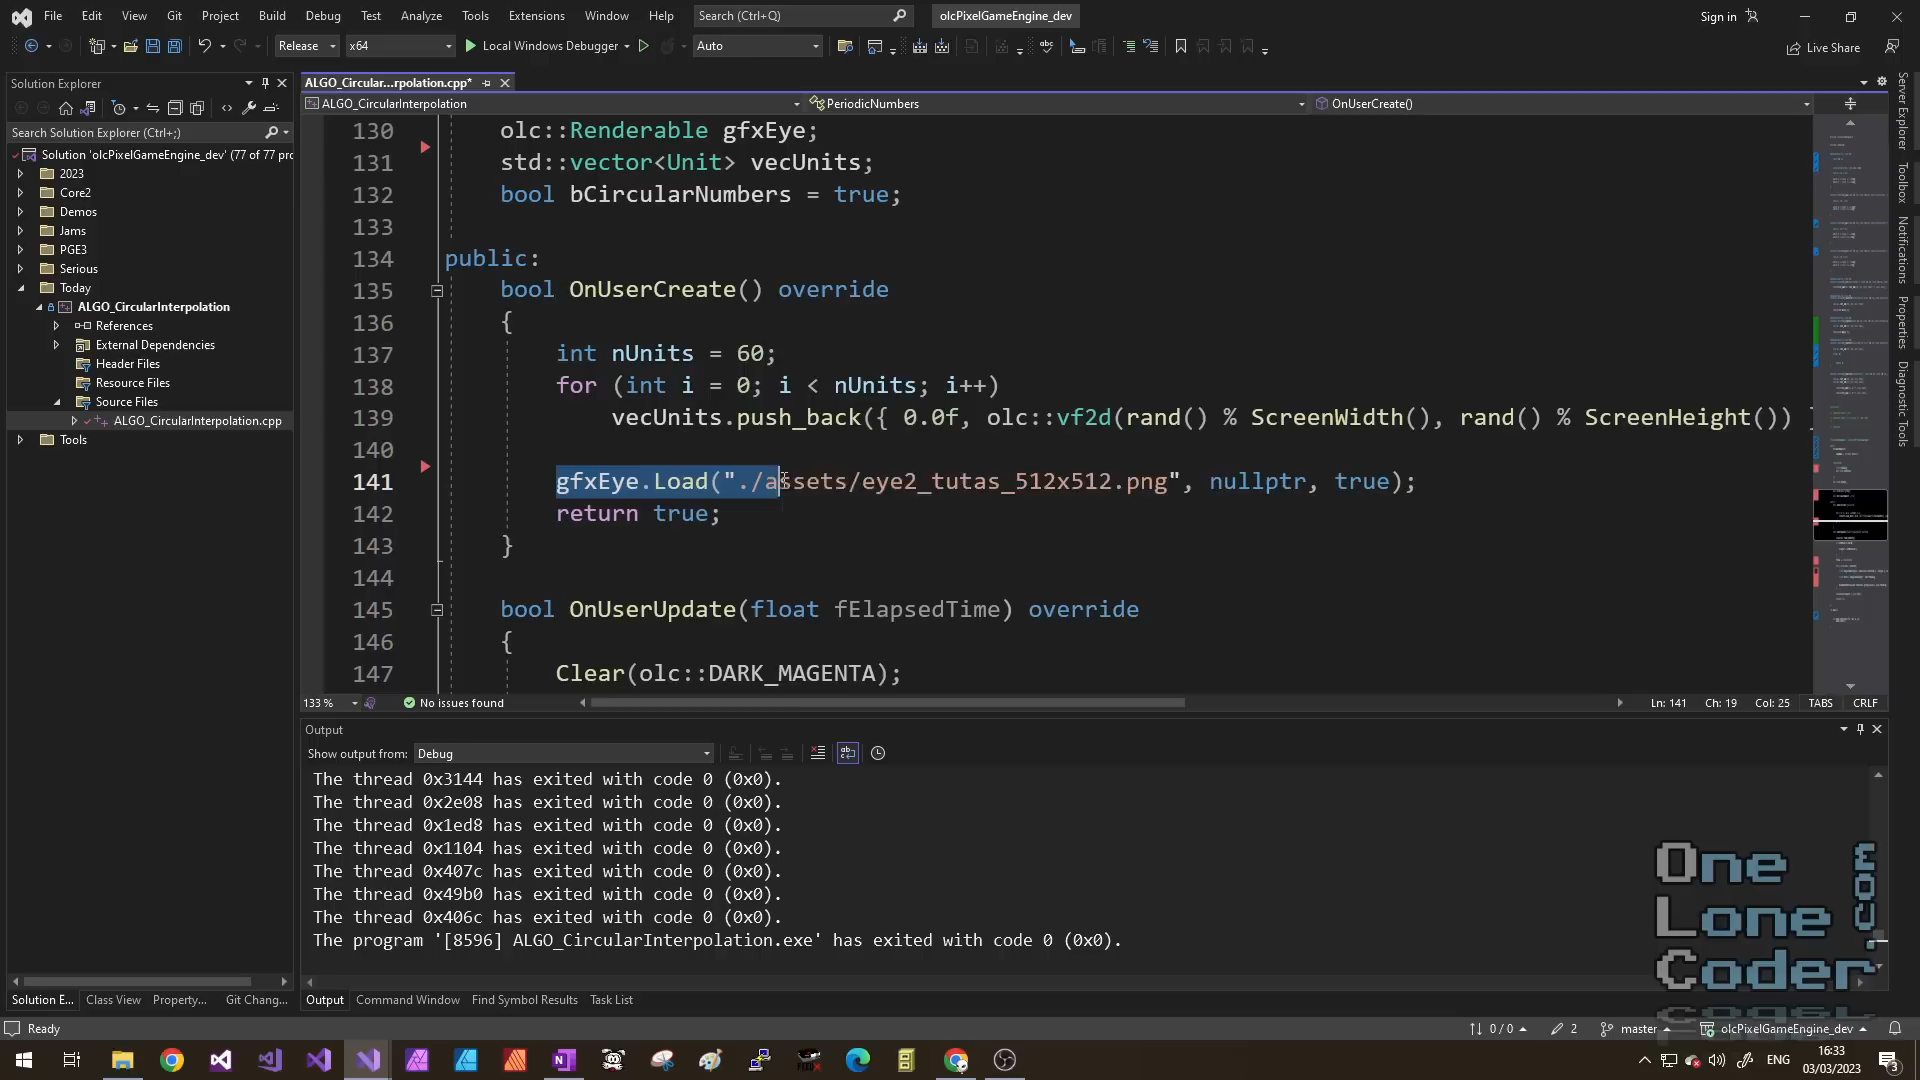 File Edit View Git Project Build Debug Test Analyze Tools Extensions Window Help Search (Ctrl+Q) olcPixelGameEngine_dev Sign in
Release x64 Local Windows Debugger Auto Live Share
Solution Explorer
Search Solution Explorer (Ctrl+;)
Solution 'olcPixelGameEngine_dev' (77 of 77 pro
2023
Core2
Demos
Jams
PGE3
Serious
Today
ALGO_CircularInterpolation
References
External Dependencies
Header Files
Resource Files
Source Files
ALGO_CircularInterpolation.cpp
Tools
Solution E... Class View Property... Git Chang...
ALGO_Circular...rpolation.cpp*
ALGO_CircularInterpolation PeriodicNumbers OnUserCreate()
130 olc::Renderable gfxEye;
131 std::vector<Unit> vecUnits;
132 bool bCircularNumbers = true;
133
134 public:
135 bool OnUserCreate() override
136 {
137 int nUnits = 60;
138 for (int i = 0; i < nUnits; i++)
139 vecUnits.push_back({ 0.0f, olc::vf2d(rand() % ScreenWidth(), rand() % ScreenHeight())
140
141 gfxEye.Load("./assets/eye2_tutas_512x512.png", nullptr, true);
142 return true;
143 }
144
145 bool OnUserUpdate(float fElapsedTime) override
146 {
147 Clear(olc::DARK_MAGENTA);
133 % No issues found Ln: 141 Ch: 19 Col: 25 TABS CRLF
Output
Show output from: Debug
The thread 0x3144 has exited with code 0 (0x0).
The thread 0x2e08 has exited with code 0 (0x0).
The thread 0x1ed8 has exited with code 0 (0x0).
The thread 0x1104 has exited with code 0 (0x0).
The thread 0x407c has exited with code 0 (0x0).
The thread 0x49b0 has exited with code 0 (0x0).
The thread 0x406c has exited with code 0 (0x0).
The program '[8596] ALGO_CircularInterpolation.exe' has exited with code 0 (0x0).
Output Command Window Find Symbol Results Task List
Server Explorer
Toolbox
Notifications
Properties
Diagnostic Tools
One
Lone
Coder
.com
Ready 0 / 0 2 master olcPixelGameEngine_dev
ENG 16:33
03/03/2023
3